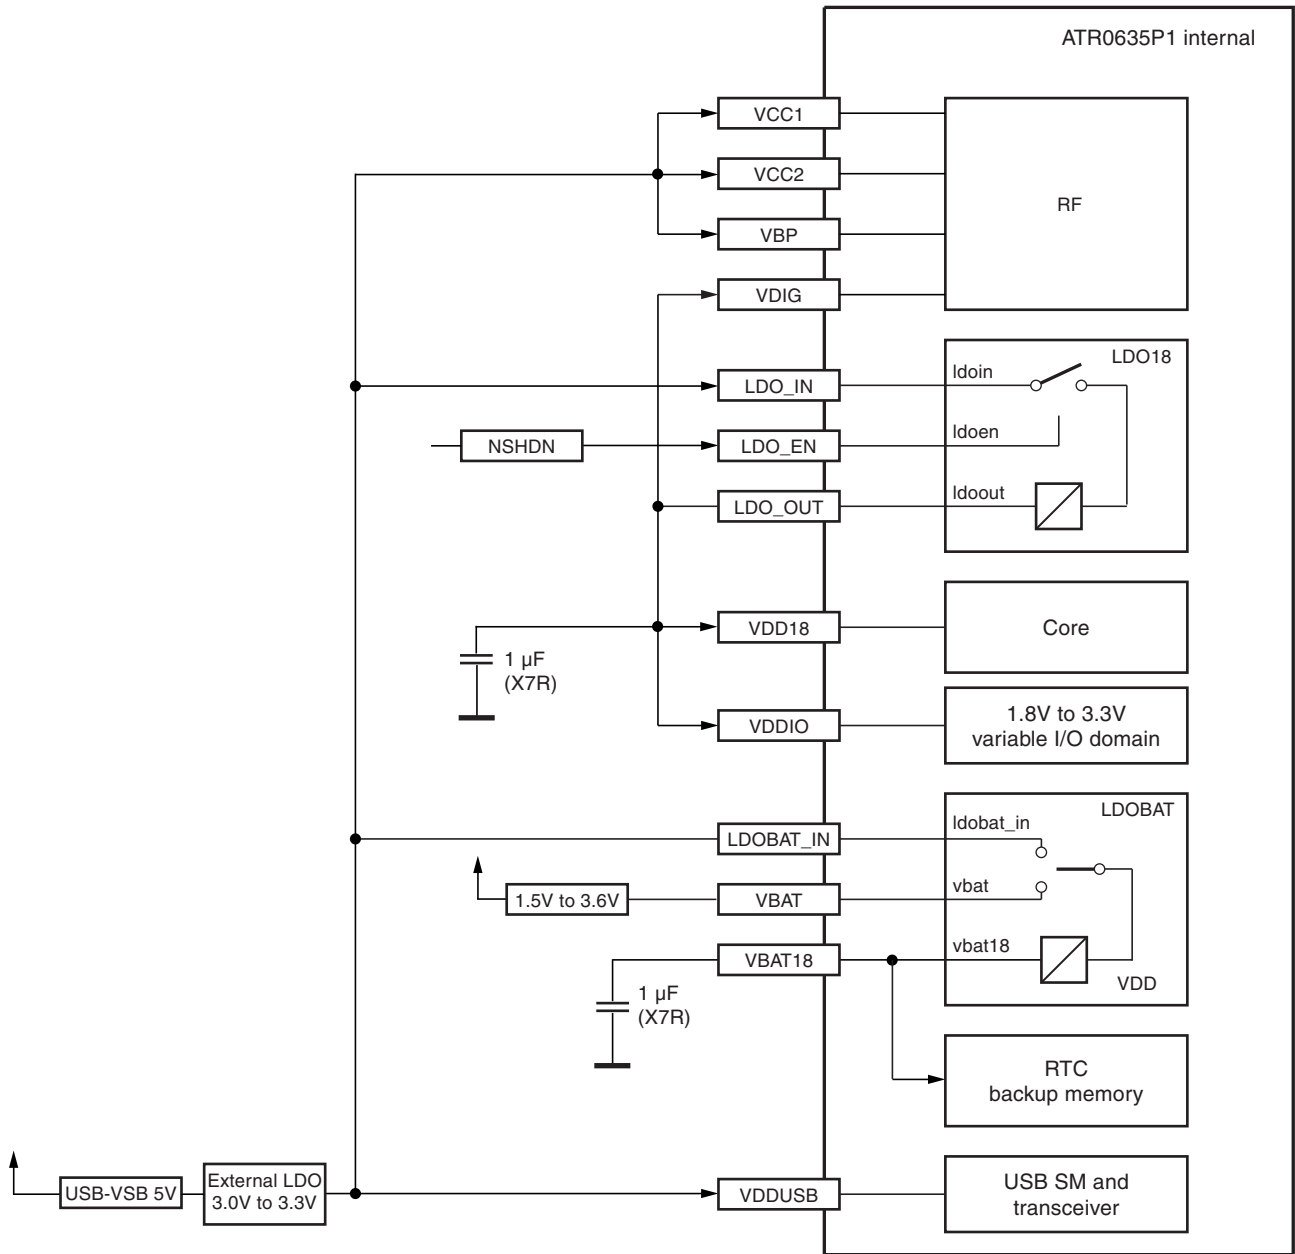 ATR0635P1 internal
VCC1
VCC2
VBP
VDIG
RF
LDO18
LDO_IN
ldoin
NSHDN
LDO_EN
ldoen
LDO_OUT
ldoout
VDD18
Core
1 µF
(X7R)
VDDIO
1.8V to 3.3V
variable I/O domain
LDOBAT
LDOBAT_IN
ldobat_in
1.5V to 3.6V
VBAT
vbat
VBAT18
vbat18
VDD
1 µF
(X7R)
RTC
backup memory
USB-VSB 5V
External LDO
3.0V to 3.3V
VDDUSB
USB SM and
transceiver